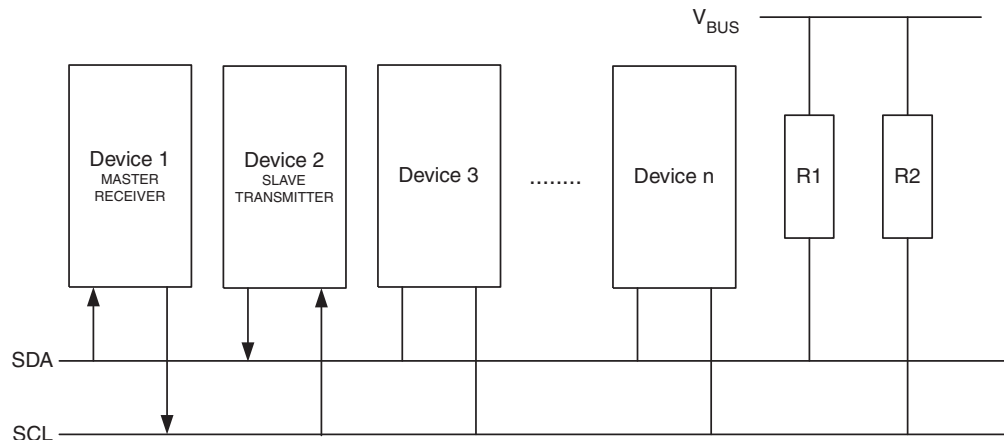 V_BUS
Device 1
MASTER
RECEIVER
Device 2
SLAVE
TRANSMITTER
Device 3
........
Device n
R1
R2
SDA
SCL